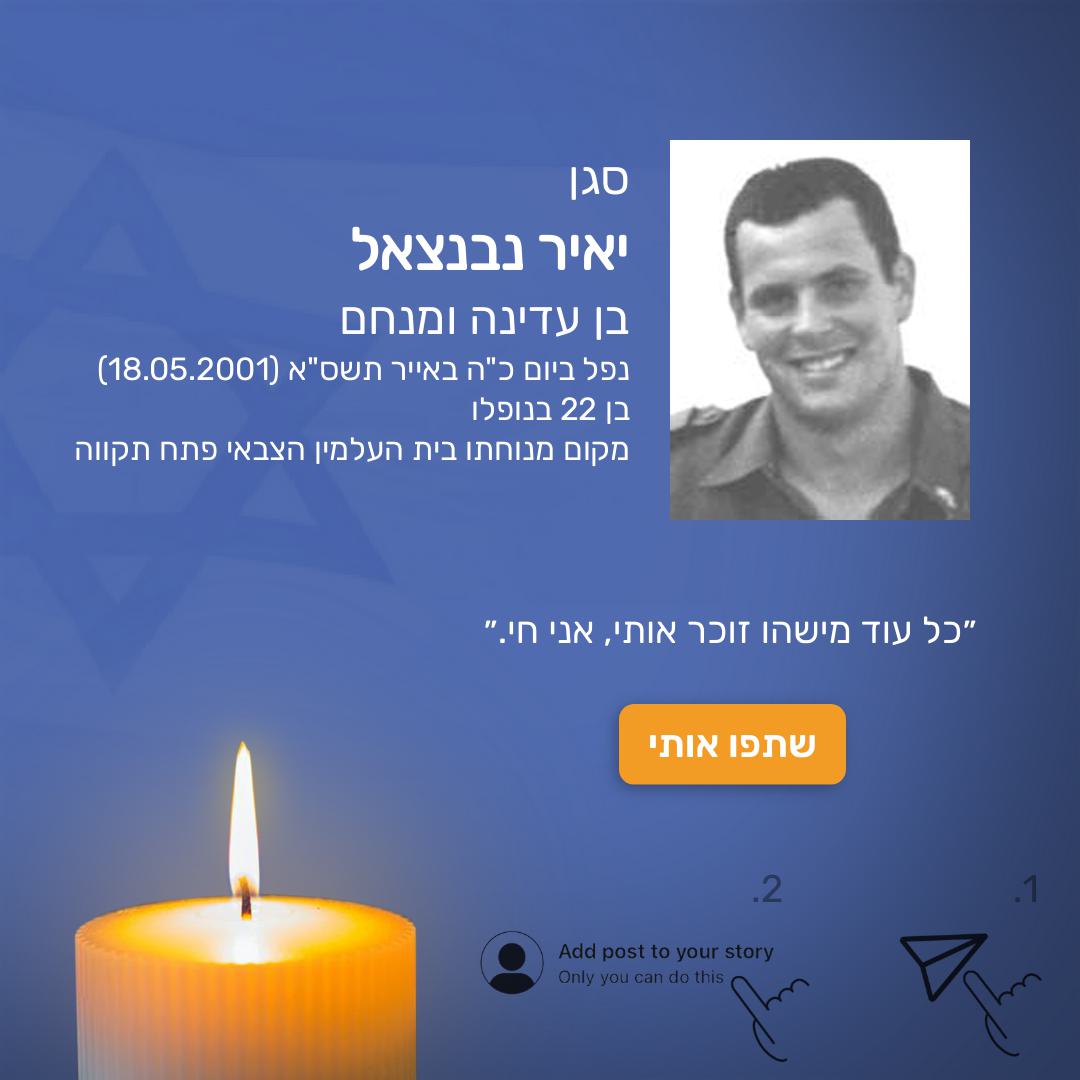 סגן
יאיר נבנצאל
בן עדינה ומנחם
נפל ביום כ"ה באייר תשס"א (18.05.2001)
בן 22 בנופלו
מקום מנוחתו בית העלמין הצבאי פתח תקווה
״כל עוד מישהו זוכר אותי, אני חי.״
שתפו אותי
1.
2.
Add post to your story
Only you can do this